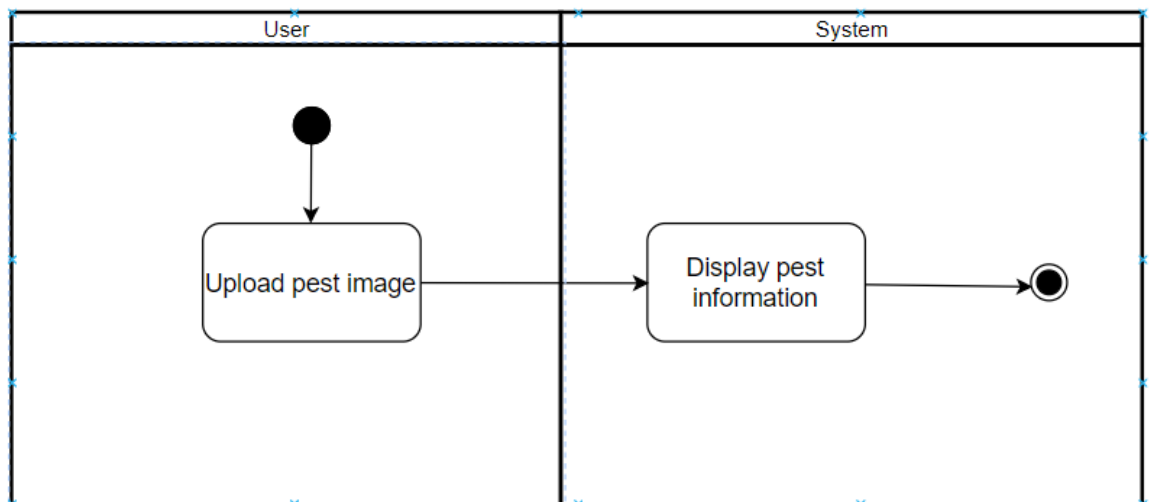 User
System
Upload pest image
Display pest
information